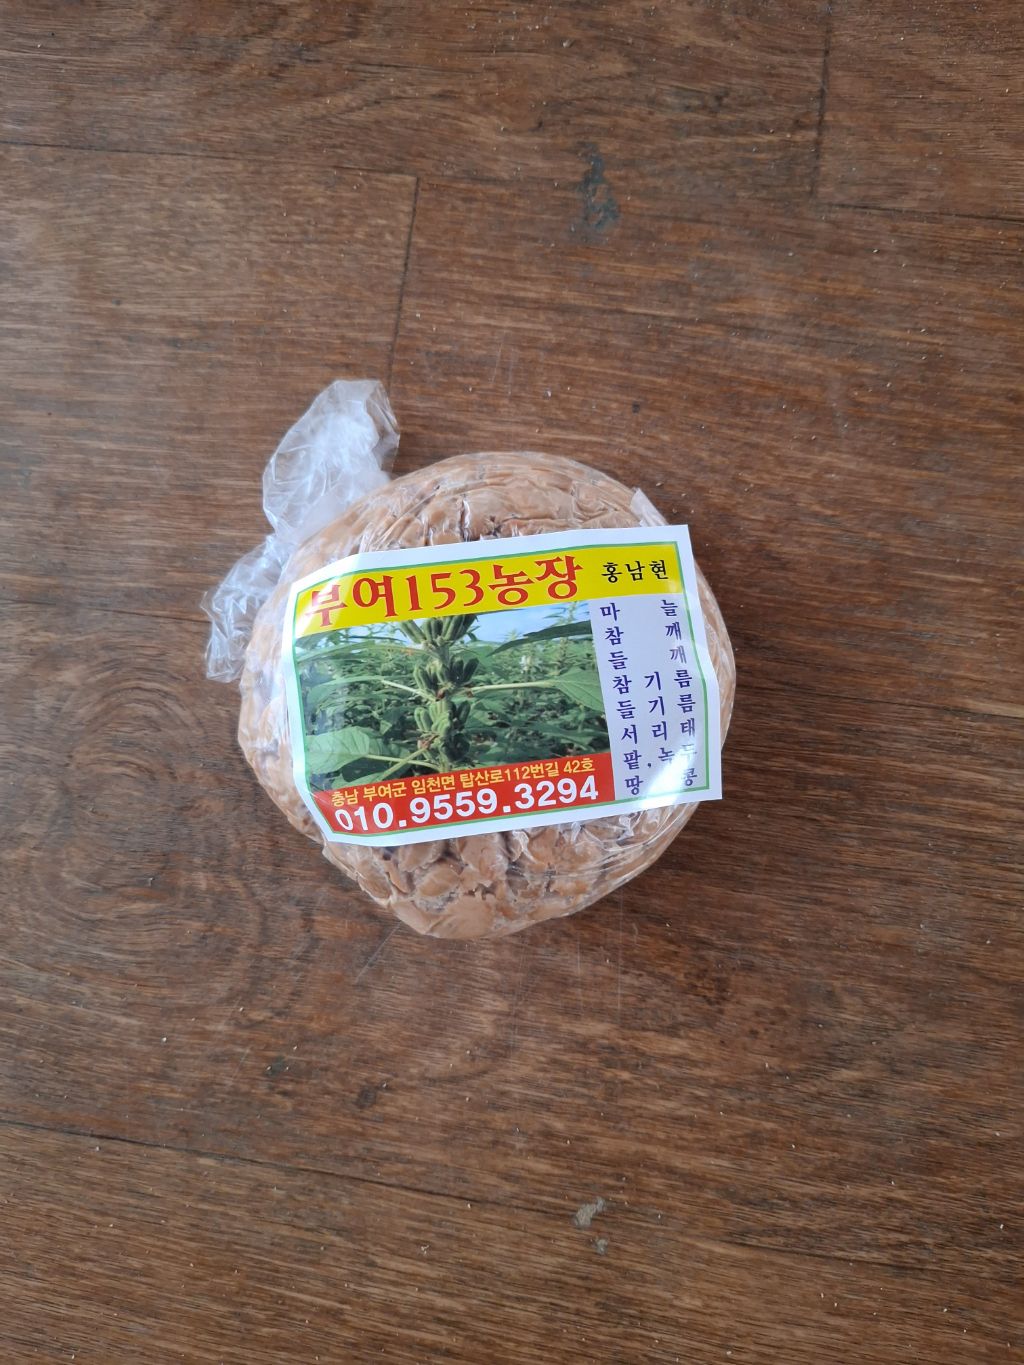 부여153농장 홍남현
마 늘
참 깨
들 깨
참 기 름
들 기 름
서 리 태
팥, 녹 두
땅 콩
충남 부여군 임천면 탑산로112번길 42호
010.9559.3294